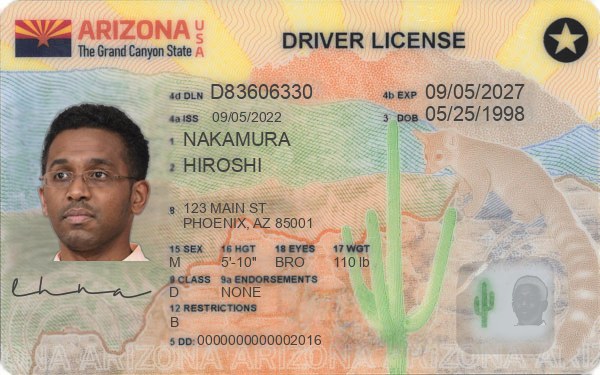 ARIZONA USA
The Grand Canyon State
DRIVER LICENSE
4d DLN D83606330
4b EXP 09/05/2027
4a ISS 09/05/2022
3 DOB 05/25/1998
1 NAKAMURA
2 HIROSHI
8 123 MAIN ST
PHOENIX, AZ 85001
15 SEX 16 HGT 18 EYES 17 WGT
M 5'-10" BRO 110 lb
9 CLASS 9a ENDORSEMENTS
D NONE
12 RESTRICTIONS
B
5 DD: 0000000000002016
ARIZONA ARIZONA ARIZONA ARIZONA